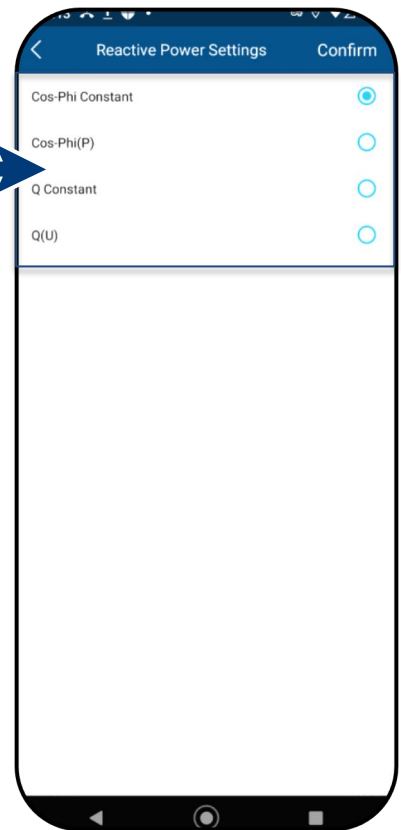 Reactive Power Settings Confirm
Cos-Phi Constant
Cos-Phi(P)
Q Constant
Q(U)